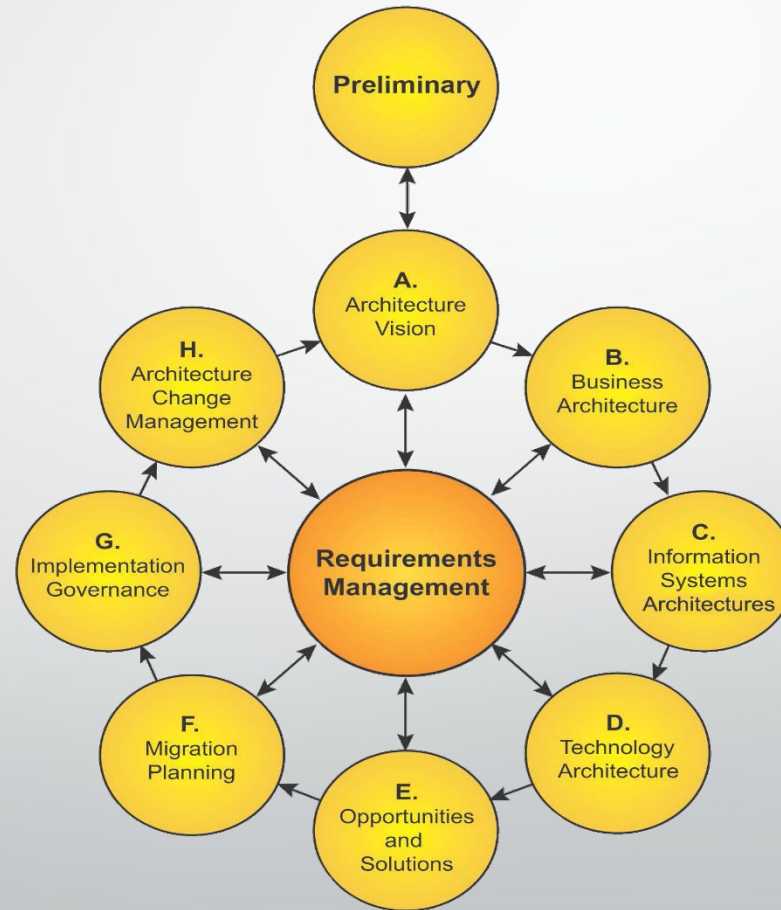 Preliminary
A.
Architecture
Vision
B.
Business
Architecture
C.
Information
Systems
Architectures
D.
Technology
Architecture
E.
Opportunities
and
Solutions
F.
Migration
Planning
G.
Implementation
Governance
H.
Architecture
Change
Management
Requirements
Management